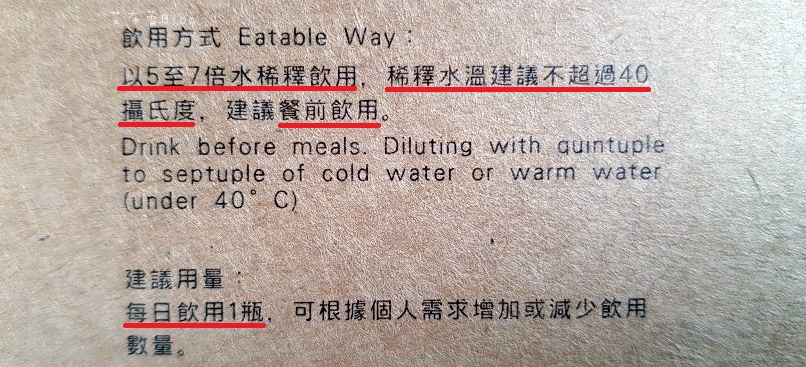 飲用方式 Eatable Way：
以5至7倍水稀釋飲用，稀釋水溫建議不超過40
攝氏度，建議餐前飲用。
Drink before meals. Diluting with quintuple
to septuple of cold water or warm water
(under 40° C)
建議用量：
每日飲用1瓶，可根據個人需求增加或減少飲用
數量。